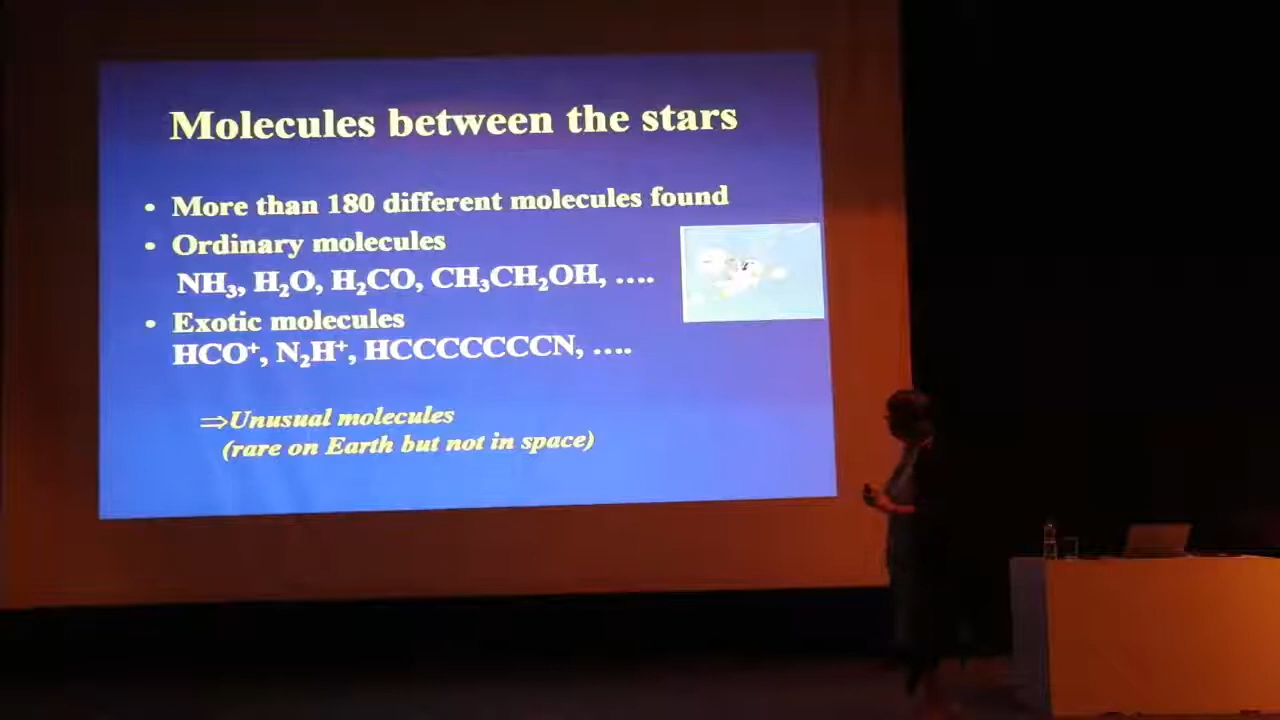 Molecules between the stars
• More than 180 different molecules found
• Ordinary molecules
NH₃, H₂O, H₂CO, CH₃CH₂OH, ....
• Exotic molecules
HCO⁺, N₂H⁺, HCCCCCCCN, ....
⇒Unusual molecules
(rare on Earth but not in space)